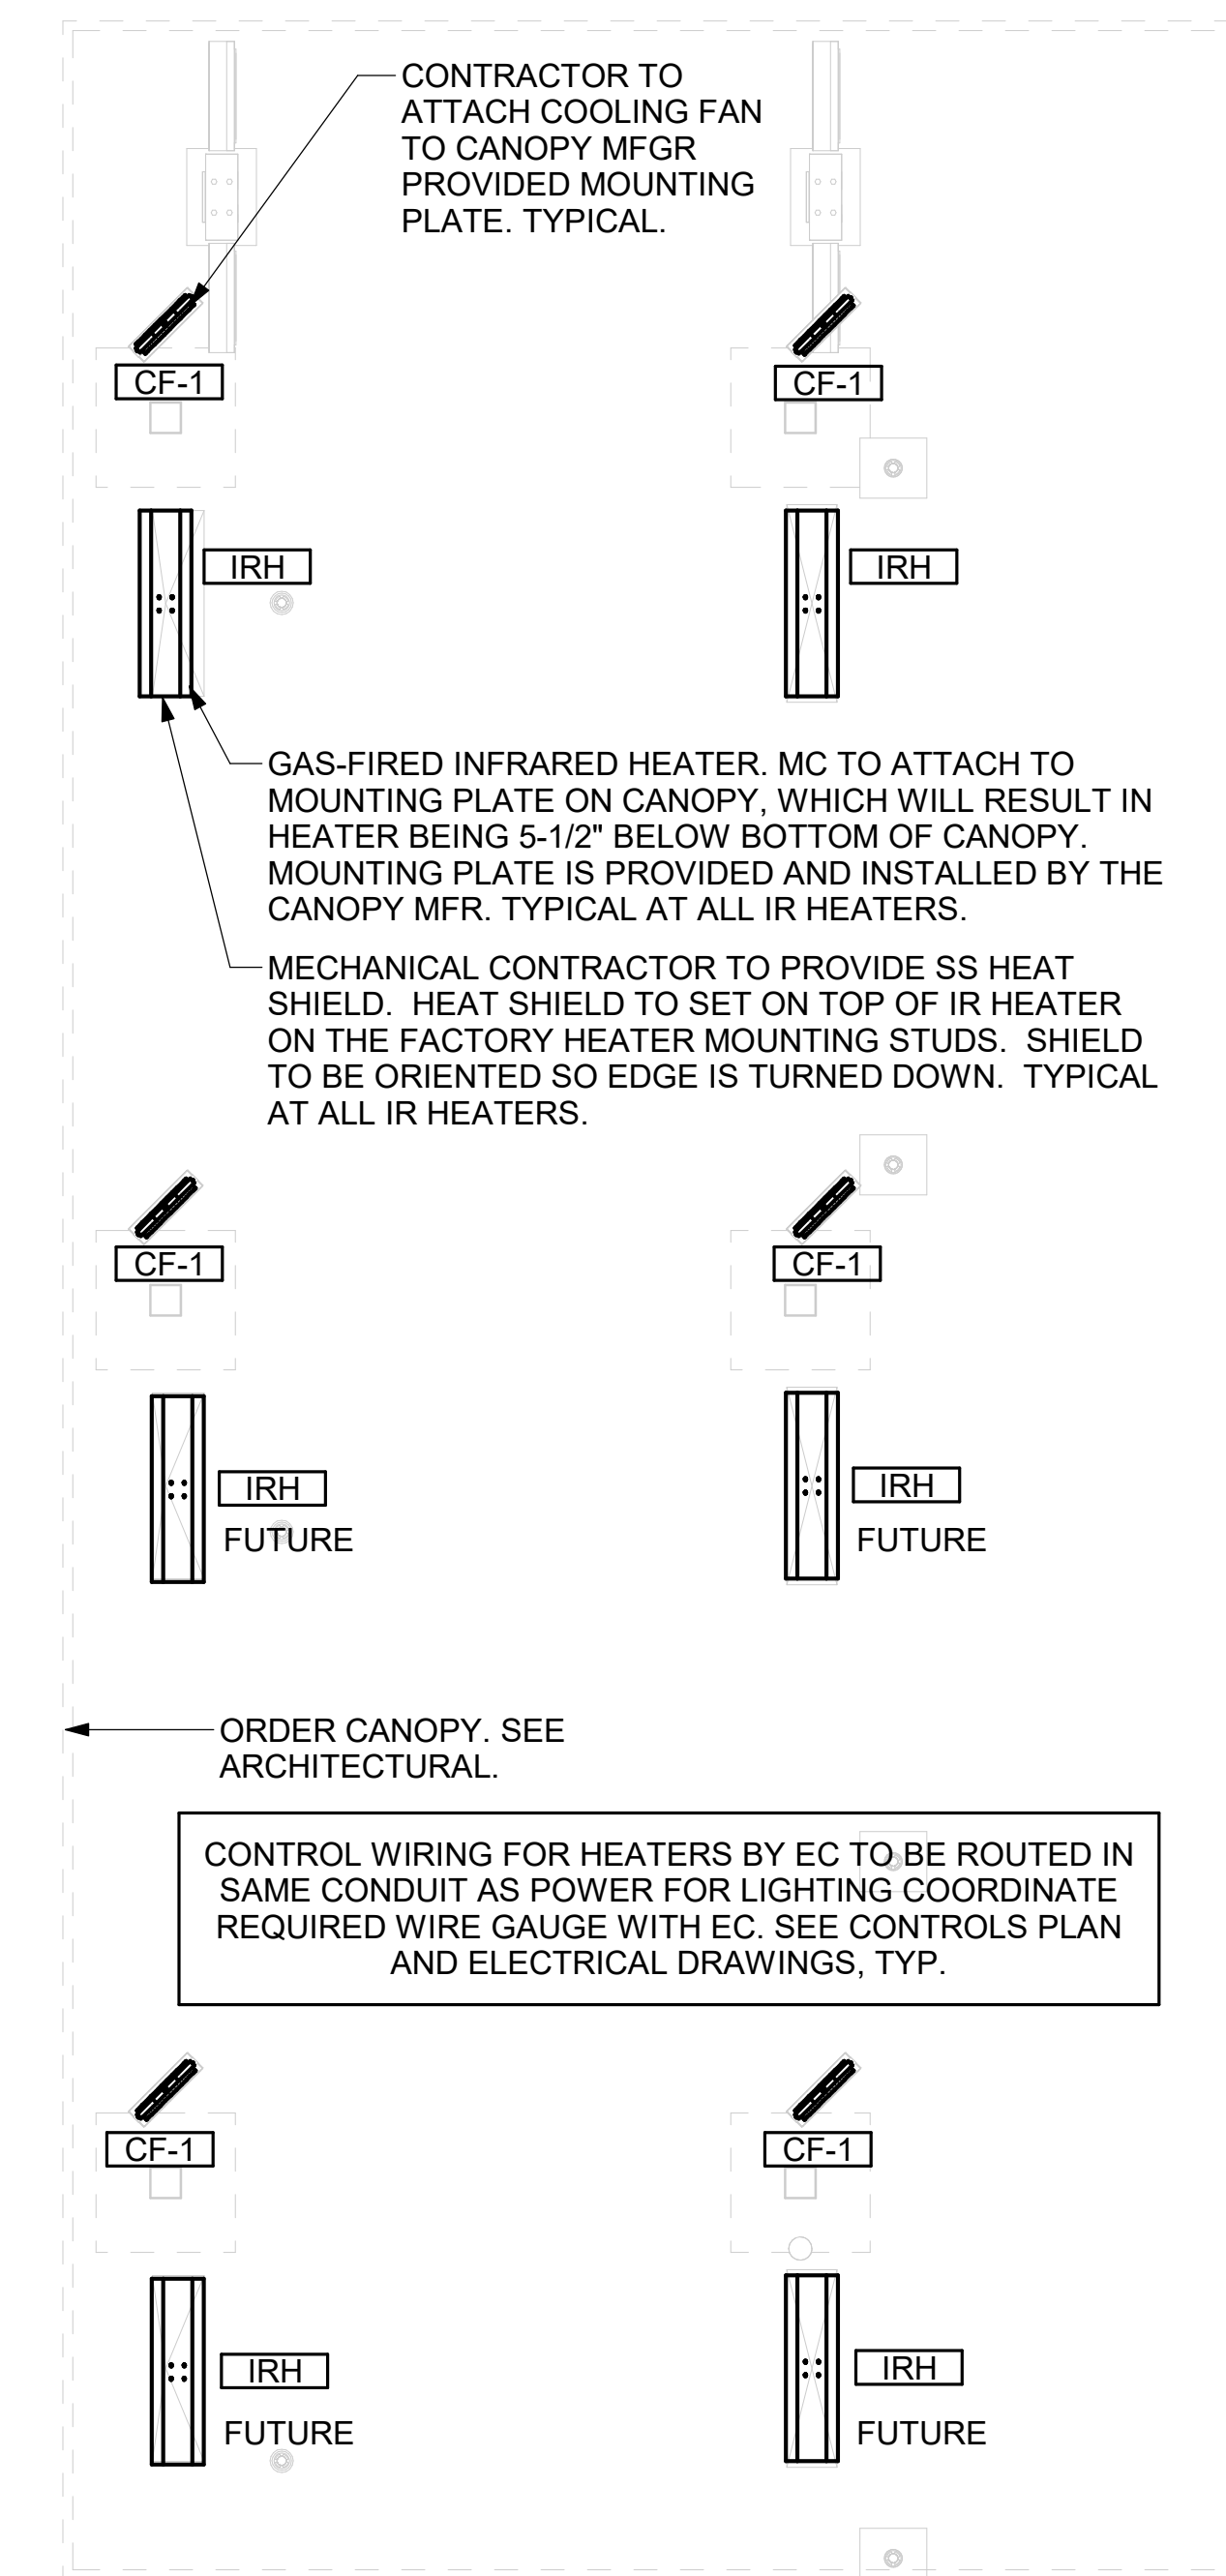 CONTRACTOR TO
ATTACH COOLING FAN
TO CANOPY MFGR
PROVIDED MOUNTING
PLATE. TYPICAL.
CF-1
CF-1
IRH
IRH
GAS-FIRED INFRARED HEATER. MC TO ATTACH TO
MOUNTING PLATE ON CANOPY, WHICH WILL RESULT IN
HEATER BEING 5-1/2" BELOW BOTTOM OF CANOPY.
MOUNTING PLATE IS PROVIDED AND INSTALLED BY THE
CANOPY MFR. TYPICAL AT ALL IR HEATERS.
MECHANICAL CONTRACTOR TO PROVIDE SS HEAT
SHIELD. HEAT SHIELD TO SET ON TOP OF IR HEATER
ON THE FACTORY HEATER MOUNTING STUDS. SHIELD
TO BE ORIENTED SO EDGE IS TURNED DOWN. TYPICAL
AT ALL IR HEATERS.
CF-1
CF-1
IRH
IRH
FUTURE
FUTURE
ORDER CANOPY. SEE
ARCHITECTURAL.
CONTROL WIRING FOR HEATERS BY EC TO BE ROUTED IN
SAME CONDUIT AS POWER FOR LIGHTING COORDINATE
REQUIRED WIRE GAUGE WITH EC. SEE CONTROLS PLAN
AND ELECTRICAL DRAWINGS, TYP.
CF-1
CF-1
IRH
IRH
FUTURE
FUTURE